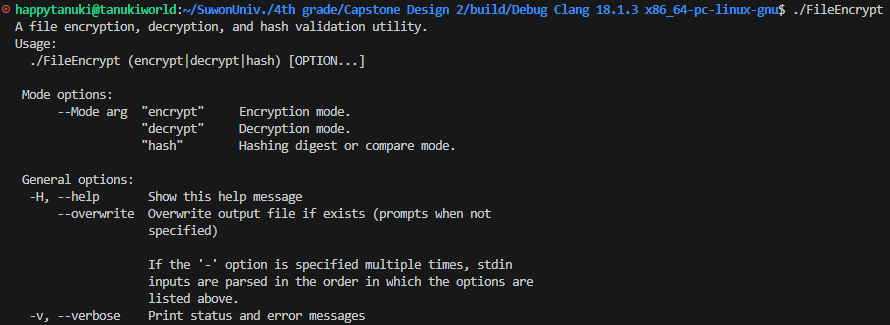 happytanuki@tanukiworld:~/SuwonUniv./4th grade/Capstone Design 2/build/Debug Clang 18.1.3 x86_64-pc-linux-gnu$ ./FileEncrypt
A file encryption, decryption, and hash validation utility.
Usage:
  ./FileEncrypt (encrypt|decrypt|hash) [OPTION...]

 Mode options:
      --Mode arg  "encrypt"     Encryption mode.
                  "decrypt"     Decryption mode.
                  "hash"        Hashing digest or compare mode.

 General options:
  -H, --help       Show this help message
      --overwrite  Overwrite output file if exists (prompts when not
                   specified)

                   If the '-' option is specified multiple times, stdin
                   inputs are parsed in the order in which the options are
                   listed above.
  -v, --verbose    Print status and error messages